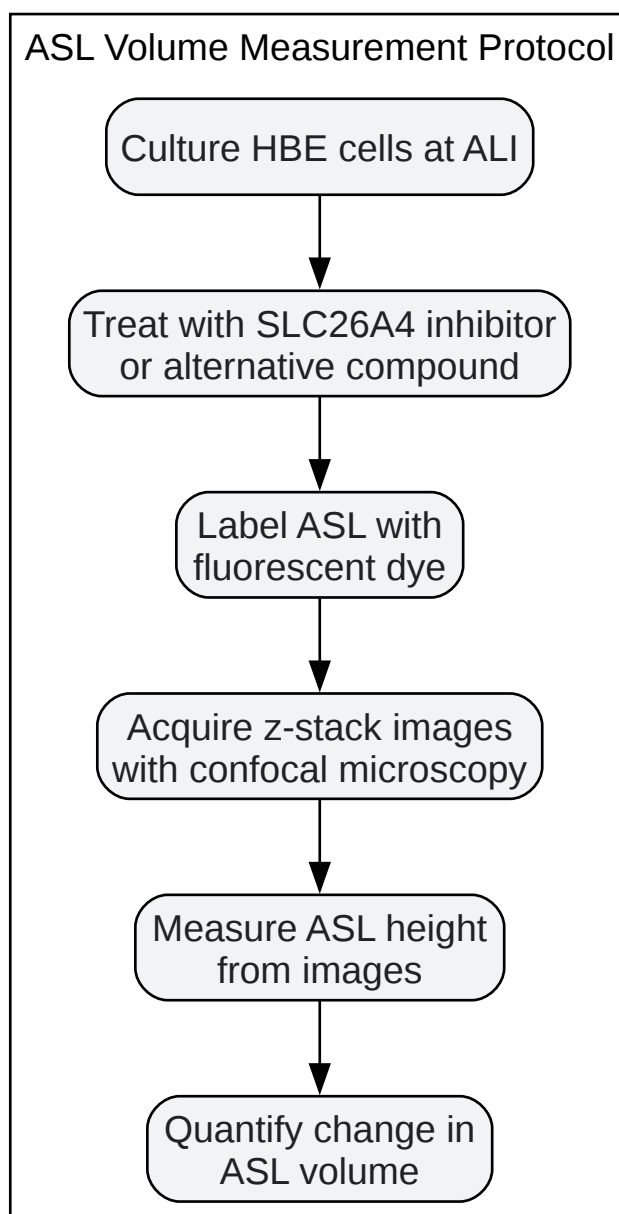 ASL Volume Measurement Protocol
Culture HBE cells at ALI
Treat with SLC26A4 inhibitor
or alternative compound
Label ASL with
fluorescent dye
Acquire z-stack images
with confocal microscopy
Measure ASL height
from images
Quantify change in
ASL volume